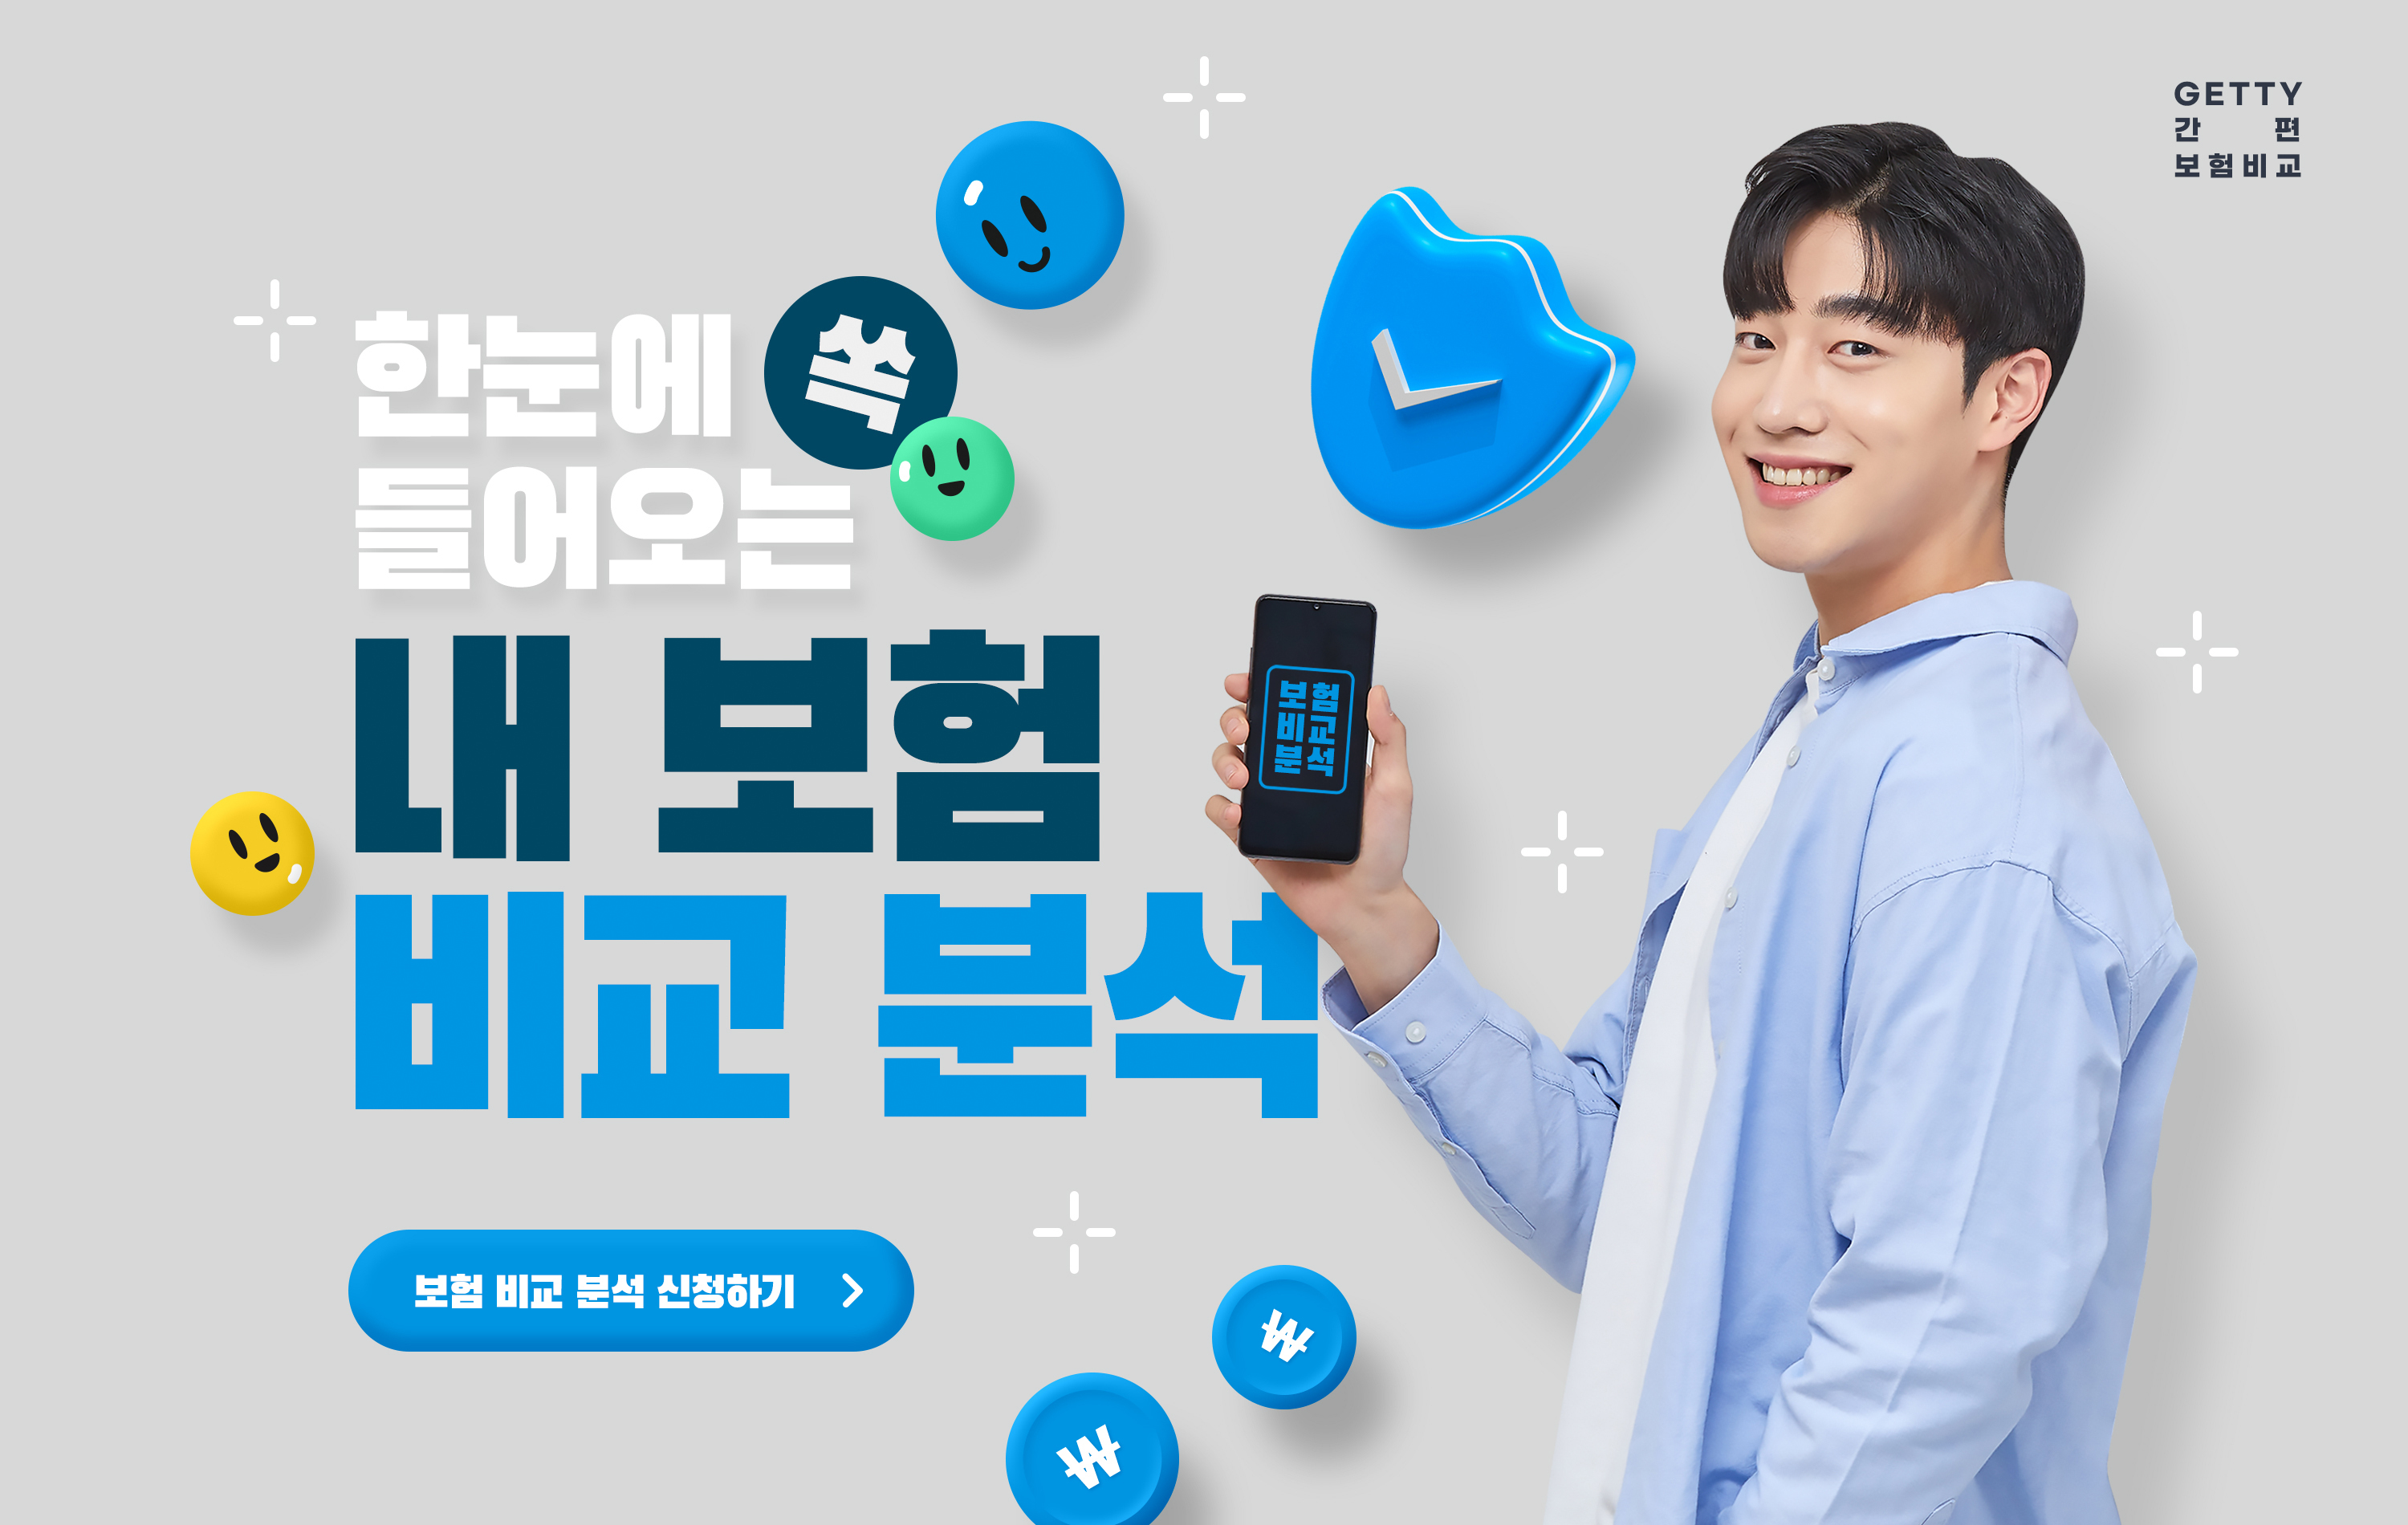 GETTY
간 편
보험비교
한눈에 쏙
들어오는
내 보험
비교 분석
보험
비교
분석
보험 비교 분석 신청하기
₩
₩